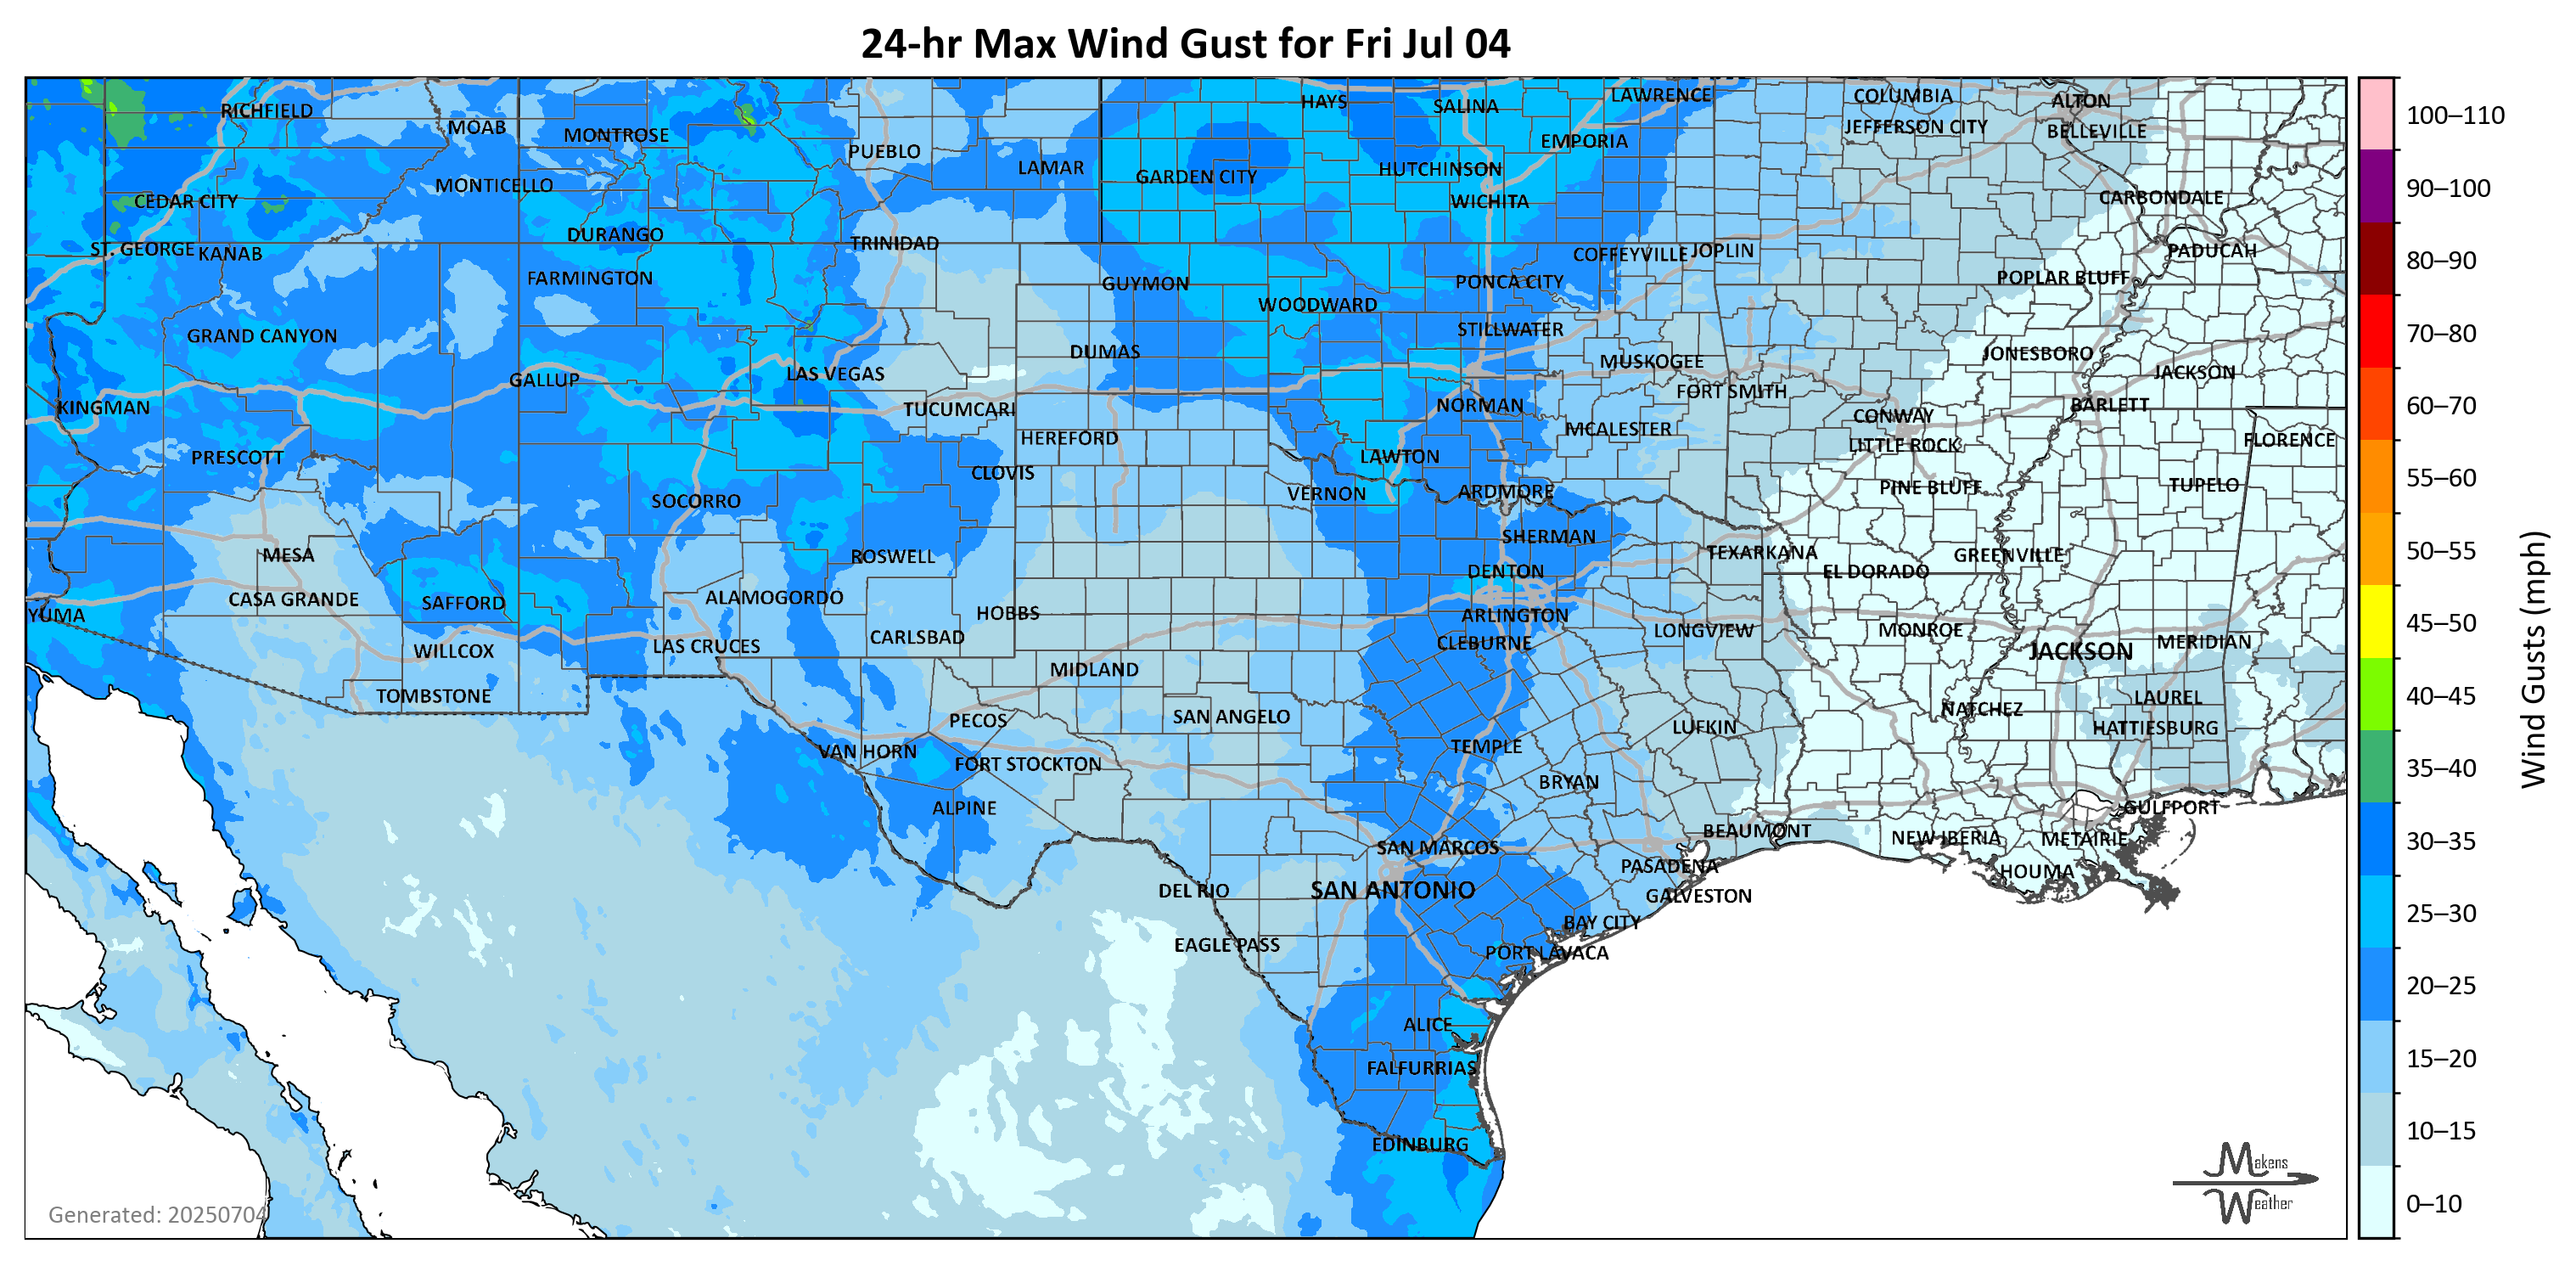 24-hr Max Wind Gust for Fri Jul 04
RICHFIELD
MOAB
MONTROSE
PUEBLO
LAMAR
HAYS
SALINA
LAWRENCE
EMPORIA
COLUMBIA
JEFFERSON CITY
ALTON
BELLEVILLE
MONTICELLO
GARDEN CITY
HUTCHINSON
WICHITA
CARBONDALE
CEDAR CITY
ST. GEORGE
KANAB
DURANGO
TRINIDAD
COFFEYVILLE
JOPLIN
PADUCAH
FARMINGTON
GUYMON
WOODWARD
PONCA CITY
POPLAR BLUFF
GRAND CANYON
STILLWATER
DUMAS
MUSKOGEE
JONESBORO
GALLUP
LAS VEGAS
FORT SMITH
JACKSON
KINGMAN
TUCUMCARI
NORMAN
CONWAY
BARLETT
HEREFORD
MCALESTER
LITTLE ROCK
FLORENCE
PRESCOTT
CLOVIS
LAWTON
SOCORRO
VERNON
ARDMORE
PINE BLUFF
TUPELO
MESA
ROSWELL
SHERMAN
TEXARKANA
GREENVILLE
DENTON
EL DORADO
CASA GRANDE
SAFFORD
ALAMOGORDO
HOBBS
ARLINGTON
YUMA
WILLCOX
LAS CRUCES
CARLSBAD
CLEBURNE
LONGVIEW
MONROE
JACKSON
MERIDIAN
TOMBSTONE
MIDLAND
PECOS
SAN ANGELO
LUFKIN
NATCHEZ
LAUREL
HATTIESBURG
VAN HORN
FORT STOCKTON
TEMPLE
BRYAN
ALPINE
GULFPORT
SAN MARCOS
BEAUMONT
NEW IBERIA
METAIRIE
PASADENA
HOUMA
DEL RIO
SAN ANTONIO
GALVESTON
EAGLE PASS
BAY CITY
PORT LAVACA
ALICE
FALFURRIAS
EDINBURG
Generated: 20250704
Makens
Weather
100–110
90–100
80–90
70–80
60–70
55–60
50–55
45–50
40–45
35–40
30–35
25–30
20–25
15–20
10–15
0–10
Wind Gusts (mph)